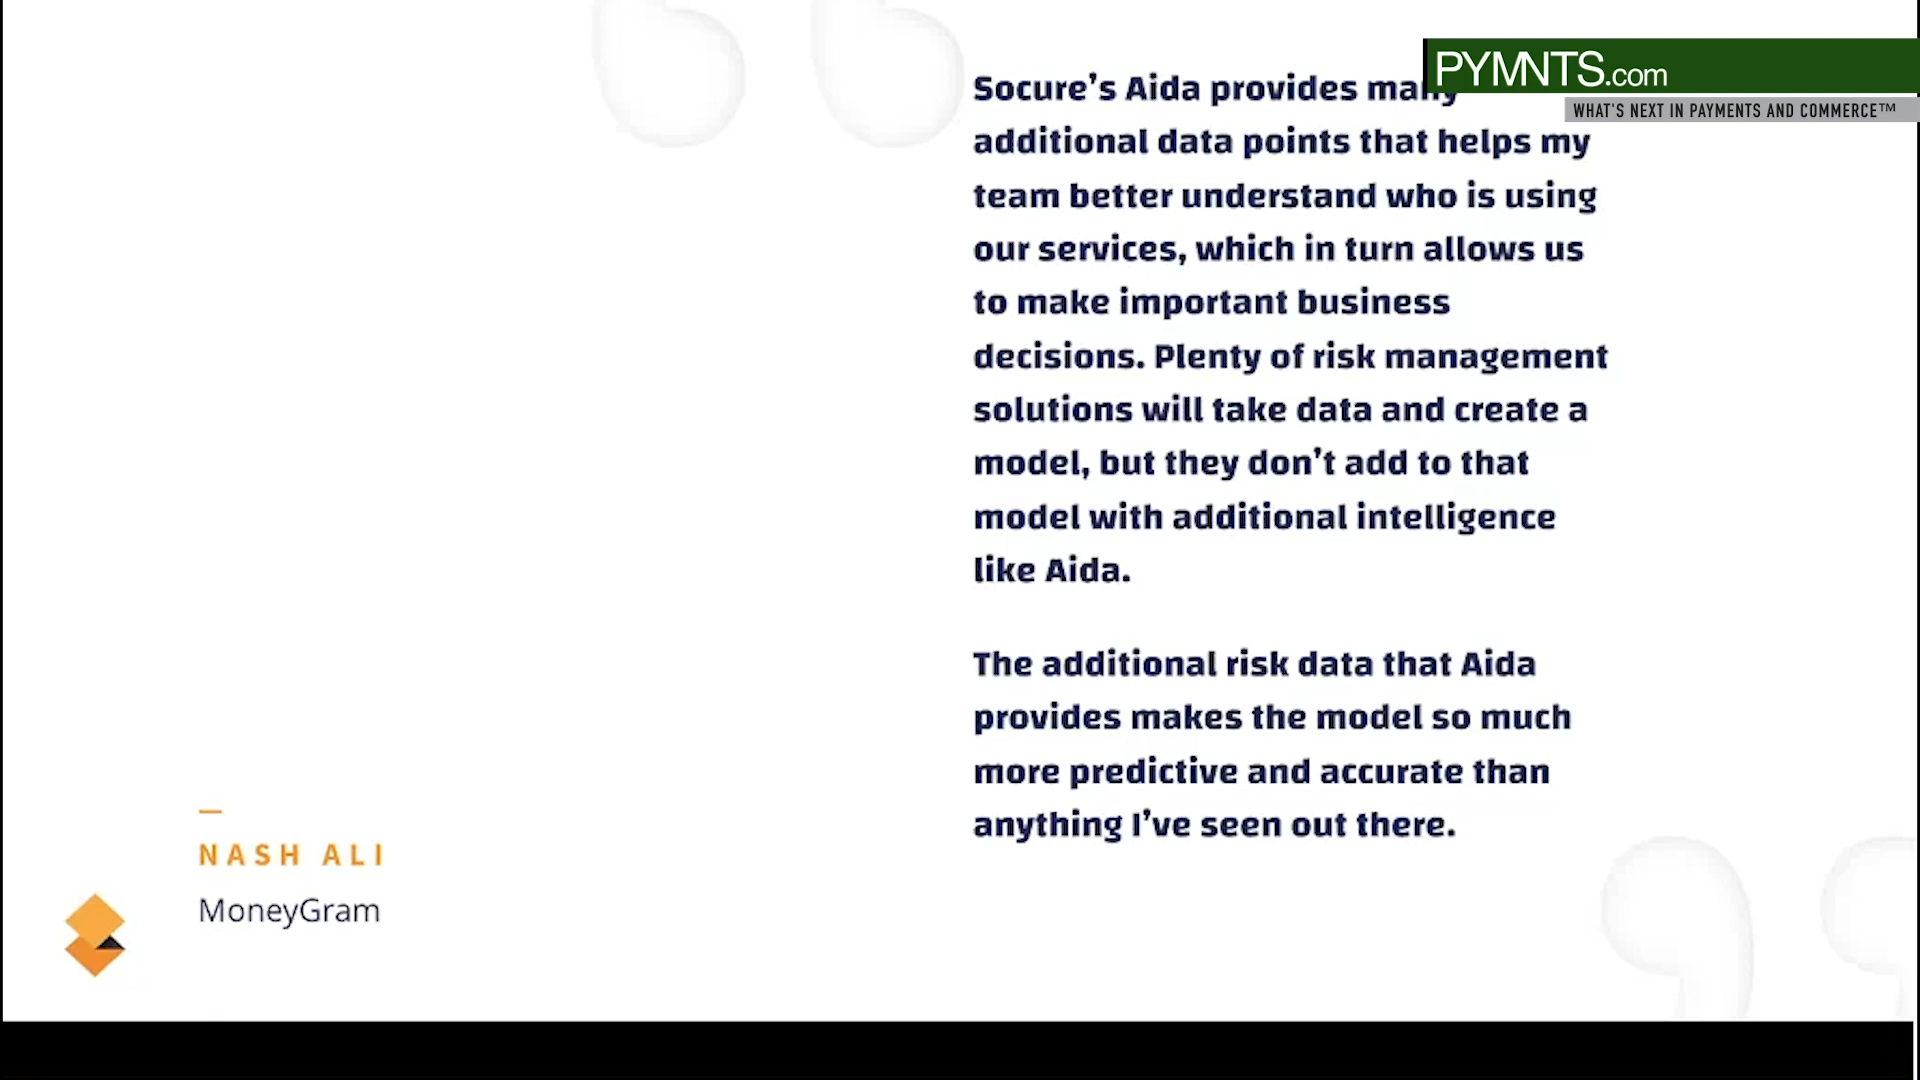 PYMNTS.com
WHAT'S NEXT IN PAYMENTS AND COMMERCE™
Socure's Aida provides many
additional data points that helps my
team better understand who is using
our services, which in turn allows us
to make important business
decisions. Plenty of risk management
solutions will take data and create a
model, but they don't add to that
model with additional intelligence
like Aida.
The additional risk data that Aida
provides makes the model so much
more predictive and accurate than
anything I've seen out there.
NASH ALI
MoneyGram